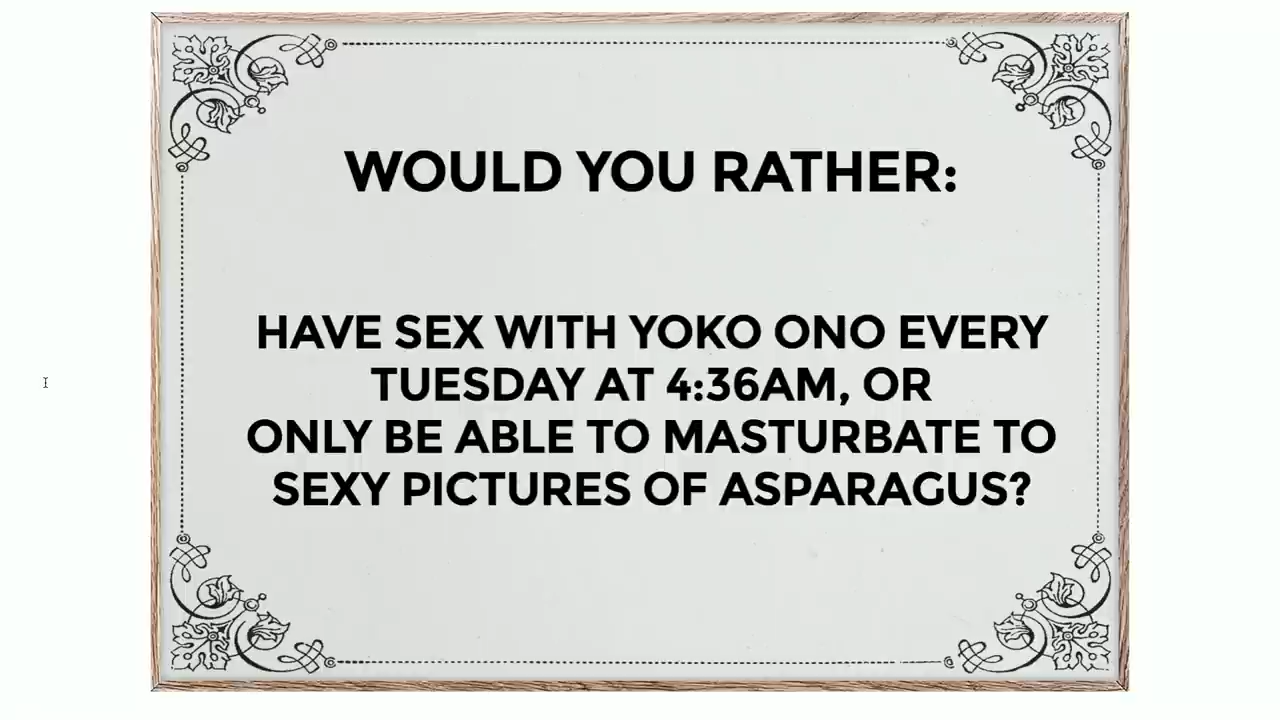 WOULD YOU RATHER:
HAVE SEX WITH YOKO ONO EVERY
TUESDAY AT 4:36AM, OR
ONLY BE ABLE TO MASTURBATE TO
SEXY PICTURES OF ASPARAGUS?